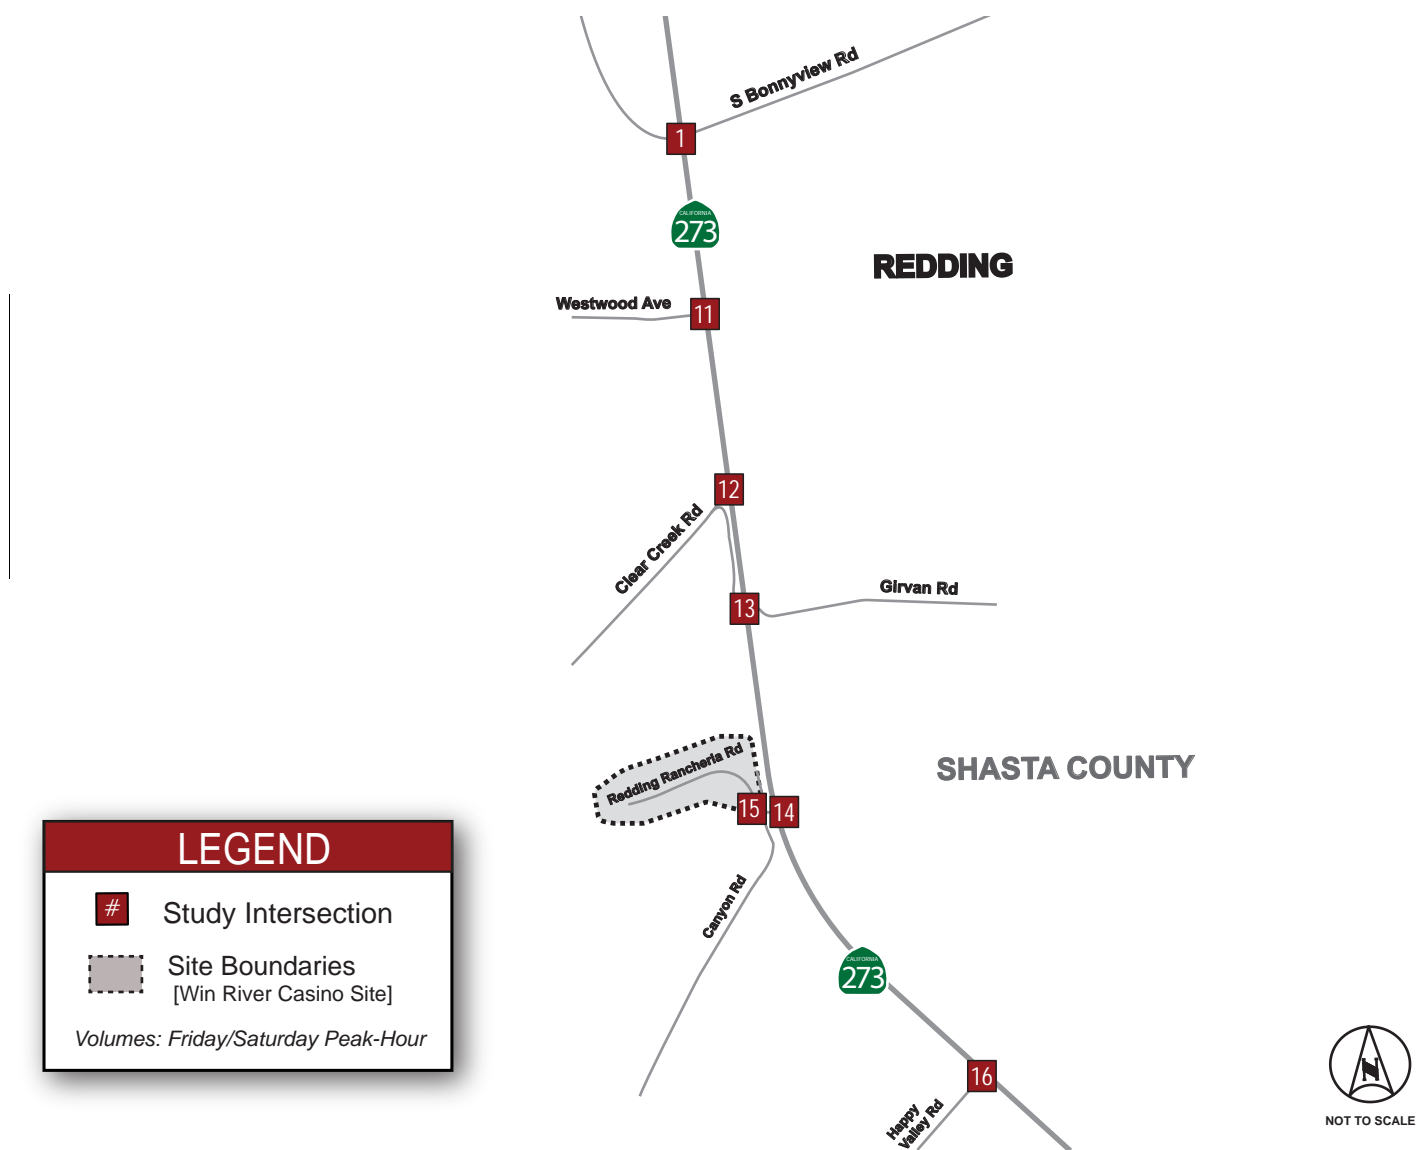 S Bonnyview Rd
1
CALIFORNIA
273
REDDING
Westwood Ave
11
12
Clear Creek Rd
13
Girvan Rd
Redding Rancheria Rd
SHASTA COUNTY
15
14
Canyon Rd
CALIFORNIA
273
16
Happy
Valley Rd
LEGEND
# Study Intersection
Site Boundaries
[Win River Casino Site]
Volumes: Friday/Saturday Peak-Hour
N
NOT TO SCALE